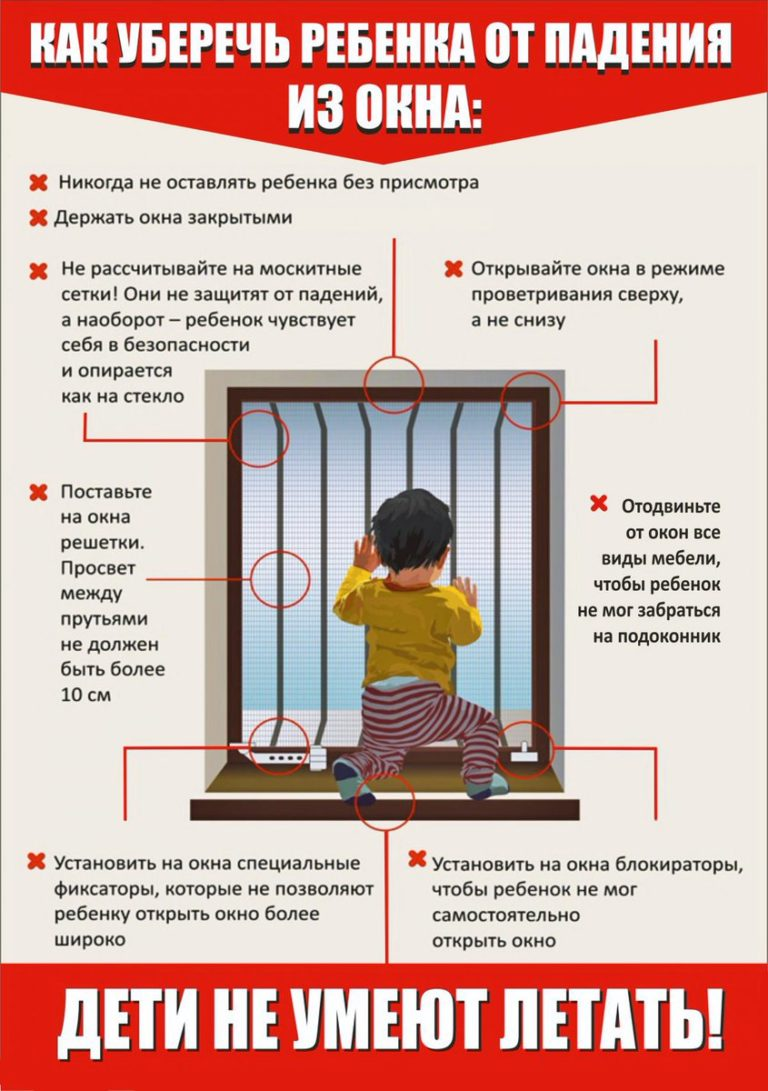 КАК УБЕРЕЧЬ РЕБЕНКА ОТ ПАДЕНИЯ
ИЗ ОКНА:
Никогда не оставлять ребенка без присмотра
Держать окна закрытыми
Не рассчитывайте на москитные
сетки! Они не защитят от падений,
а наоборот – ребенок чувствует
себя в безопасности
и опирается
как на стекло
Открывайте окна в режиме
проветривания сверху,
а не снизу
Поставьте
на окна
решетки.
Просвет
между
прутьями
не должен
быть более
10 см
Отодвиньте
от окон все
виды мебели,
чтобы ребенок
не мог забраться
на подоконник
Установить на окна специальные
фиксаторы, которые не позволяют
ребенку открыть окно более
широко
Установить на окна блокираторы,
чтобы ребенок не мог
самостоятельно
открыть окно
ДЕТИ НЕ УМЕЮТ ЛЕТАТЬ!